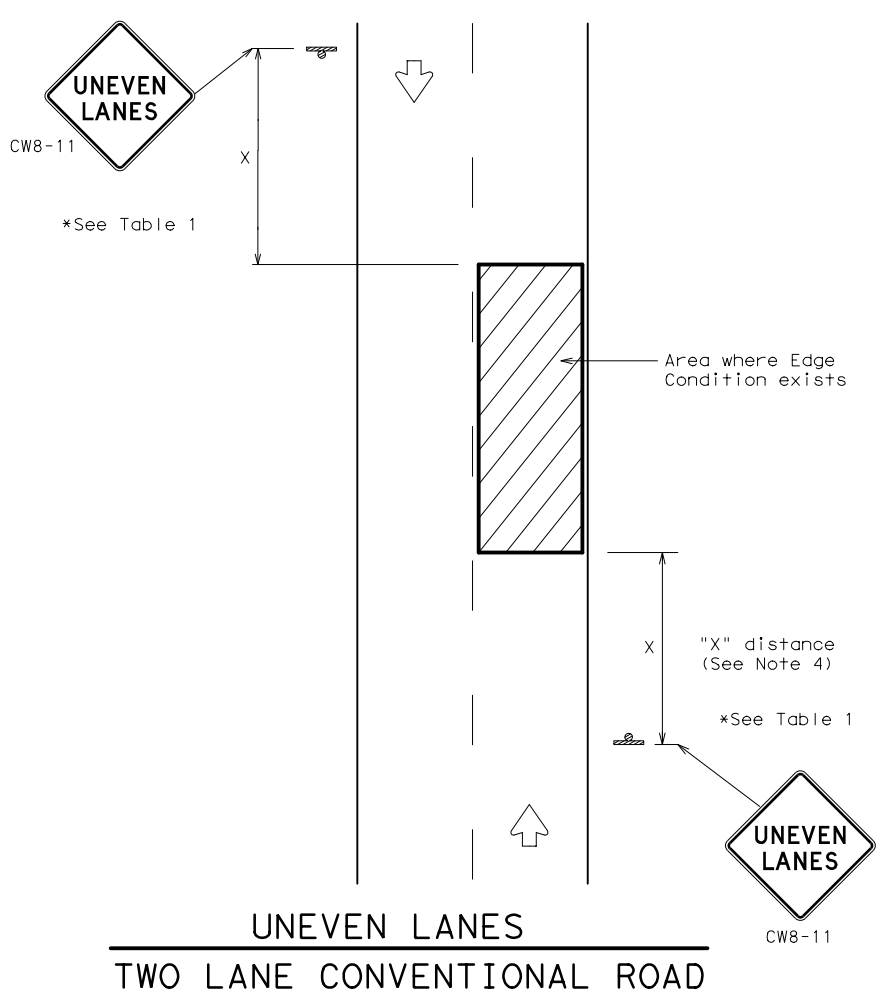 UNEVEN
LANES
CW8-11
X
*See Table 1
Area where Edge
Condition exists
X
"X" distance
(See Note 4)
*See Table 1
UNEVEN
LANES
CW8-11
UNEVEN LANES
TWO LANE CONVENTIONAL ROAD